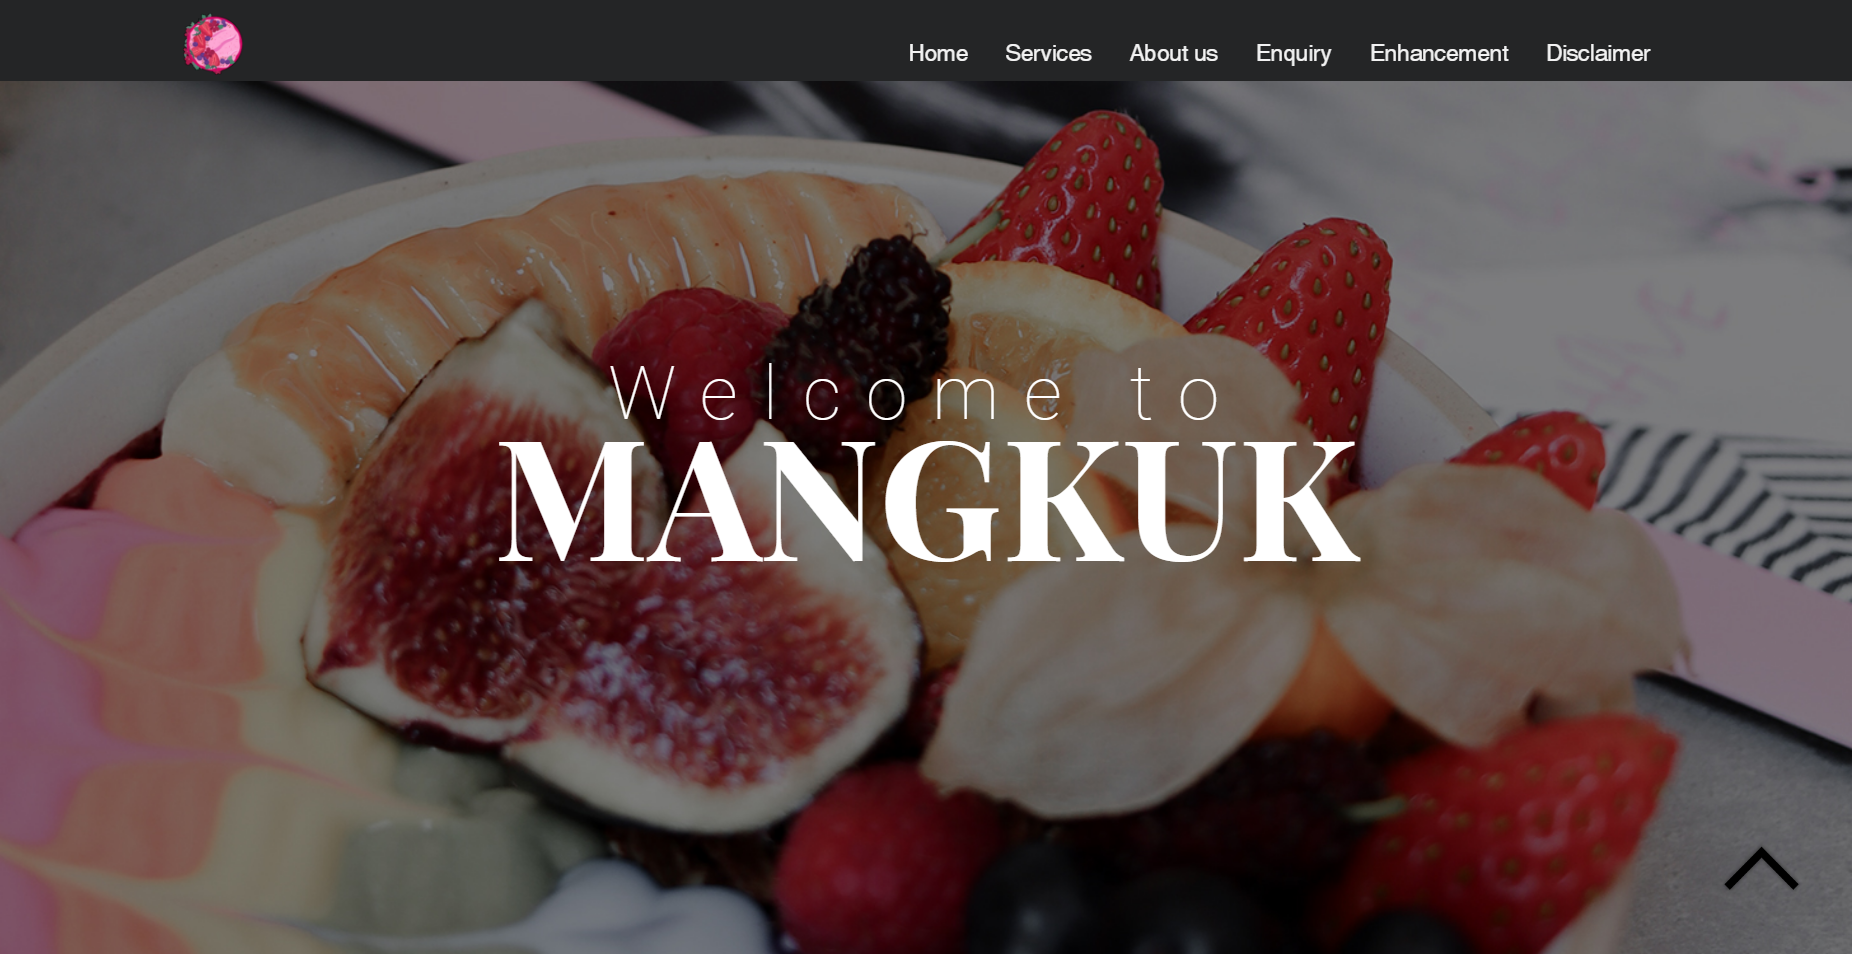 Home Services About us Enquiry Enhancement Disclaimer
Welcome to
MANGKUK